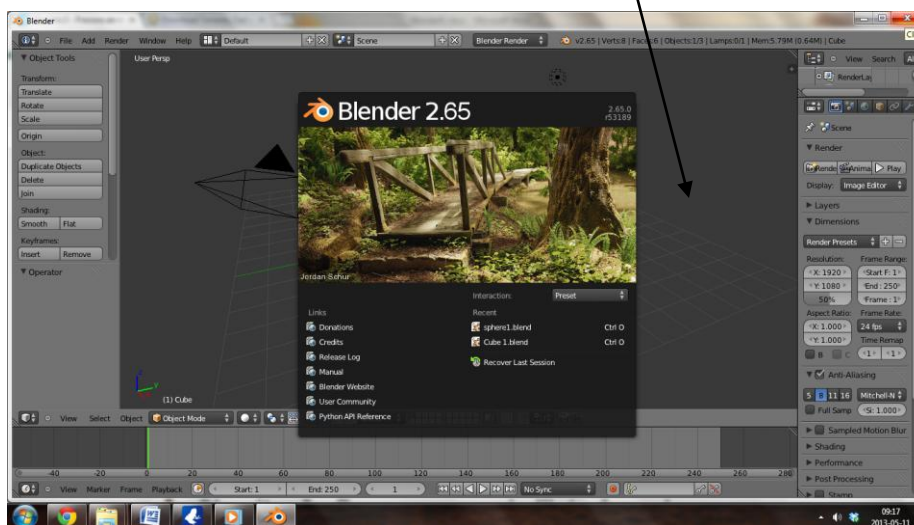 Blender
File Add Render Window Help Default Scene Blender Render v2.65 | Verts:8 | Faces:6 | Objects:1/3 | Lamps:0/1 | Mem:5.79M (0.64M) | Cube
Object Tools
User Persp
View Search
Transform:
Translate
Rotate
Scale
Origin
Object:
Duplicate Objects
Delete
Join
Shading:
Smooth Flat
Keyframes:
Insert Remove
Operator
Blender 2.65
2.65.0
r53189
Jordan Schur
Interaction: Preset
Links
Recent
Donations
sphere1.blend Ctrl O
Credits
Cube 1.blend Ctrl O
Release Log
Recover Last Session
Manual
Blender Website
User Community
Python API Reference
(1) Cube
View Select Object Object Mode
RenderLay
Scene
Render
Rende Anima Play
Display: Image Editor
Layers
Dimensions
Render Presets
Resolution: Frame Range:
X: 1920 Start F: 1
Y: 1080 End : 250
50% Frame : 1
Aspect Ratio: Frame Rate:
X: 1.000 24 fps
Y: 1.000 Time Remap
B C 1 1
Anti-Aliasing
5 8 11 16 Mitchell-N
Full Samp Si: 1.000
Sampled Motion Blur
Shading
Performance
Post Processing
Stamp
-40 -20 0 20 40 60 80 100 120 140 160 180 200 220 240 260 280
View Marker Frame Playback Start: 1 End: 250 1 No Sync
09:17
2013-05-13